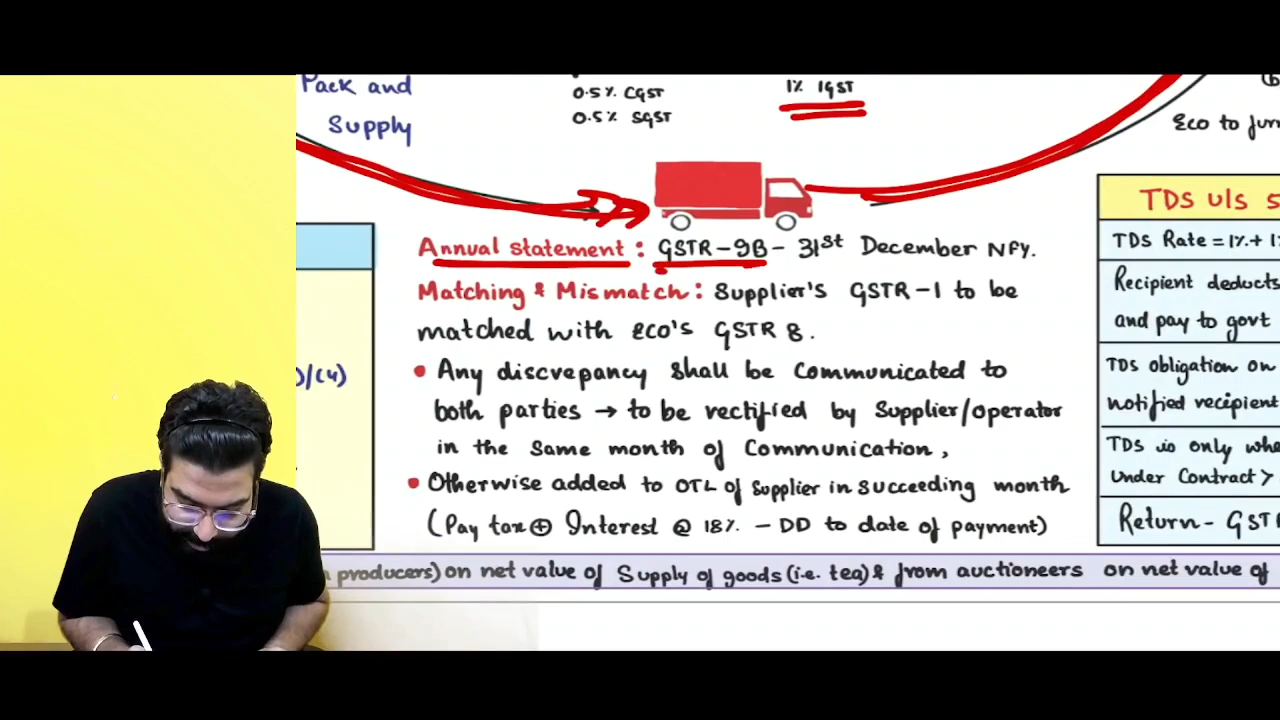 Pack and
Supply
0.5% CGST
0.5% SGST
1% IGST
Eco to
Annual statement : GSTR-9B - 31st December NFY.
Matching & Mismatch : Supplier's GSTR-1 to be
matched with eco's GSTR 8.
• Any discrepancy shall be communicated to
both parties → to be rectified by Supplier/operator
in the same month of Communication,
• Otherwise added to OTL of Supplier in succeeding month
(Pay tax ⊕ Interest @ 18% - DD to date of payment)
)/(4)
TDS u/s 5
TDS Rate = 1% + 1%
Recipient deducts
and pay to govt
TDS obligation on
notified recipient
TDS is only whe
Under Contract >
Return - GSTR
producers) on net value of Supply of goods (i.e. tea) & from auctioneers on net value of